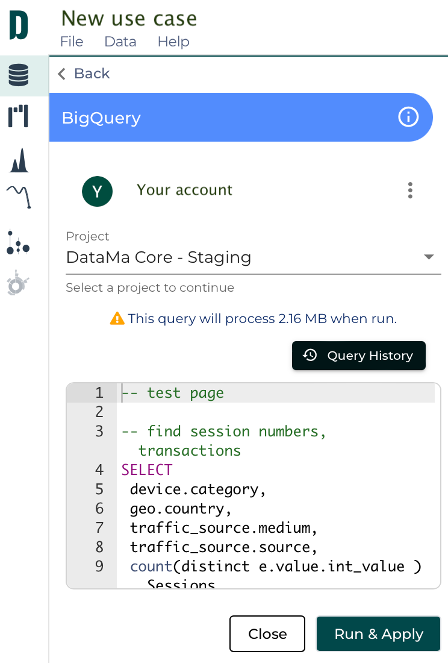 New use case
File Data Help
Back
BigQuery
Y Your account
Project
DataMa Core - Staging
Select a project to continue
This query will process 2.16 MB when run.
Query History
1 -- test page
2
3 -- find session numbers,
transactions
4 SELECT
5 device.category,
6 geo.country,
7 traffic_source.medium,
8 traffic_source.source,
9 count(distinct e.value.int_value )
Sessions
Close Run & Apply